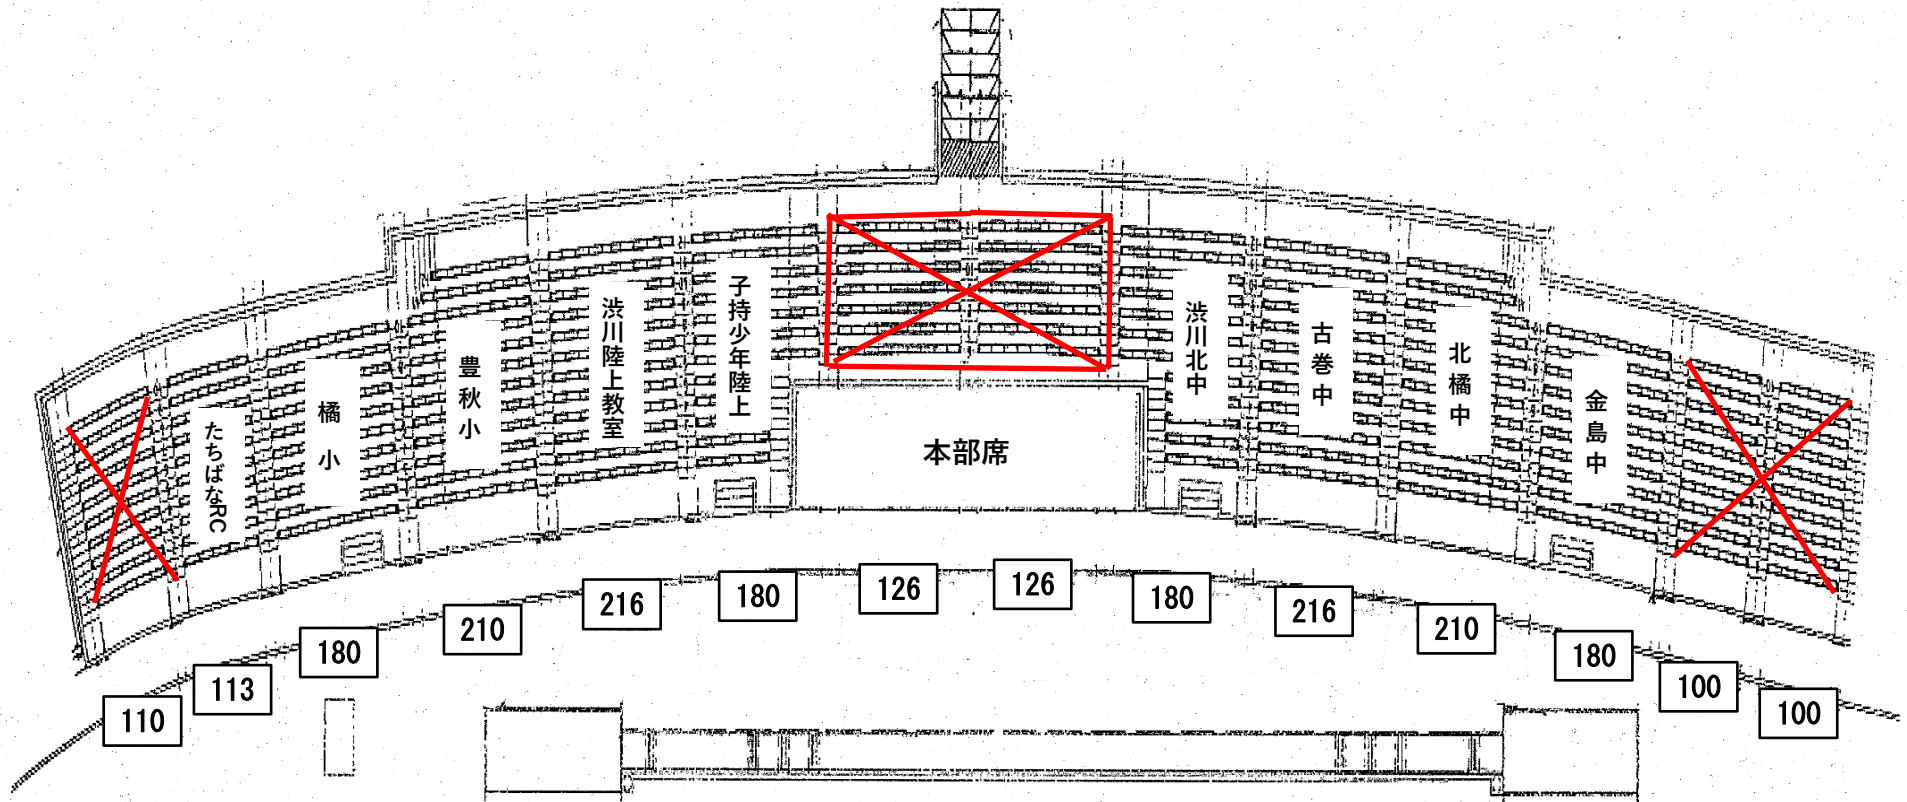 たちばなRC
橘小
豊秋小
渋川陸上教室
子持少年陸上
本部席
渋川北中
古巻中
北橘中
金島中
110
113
180
210
216
180
126
126
180
216
210
180
100
100